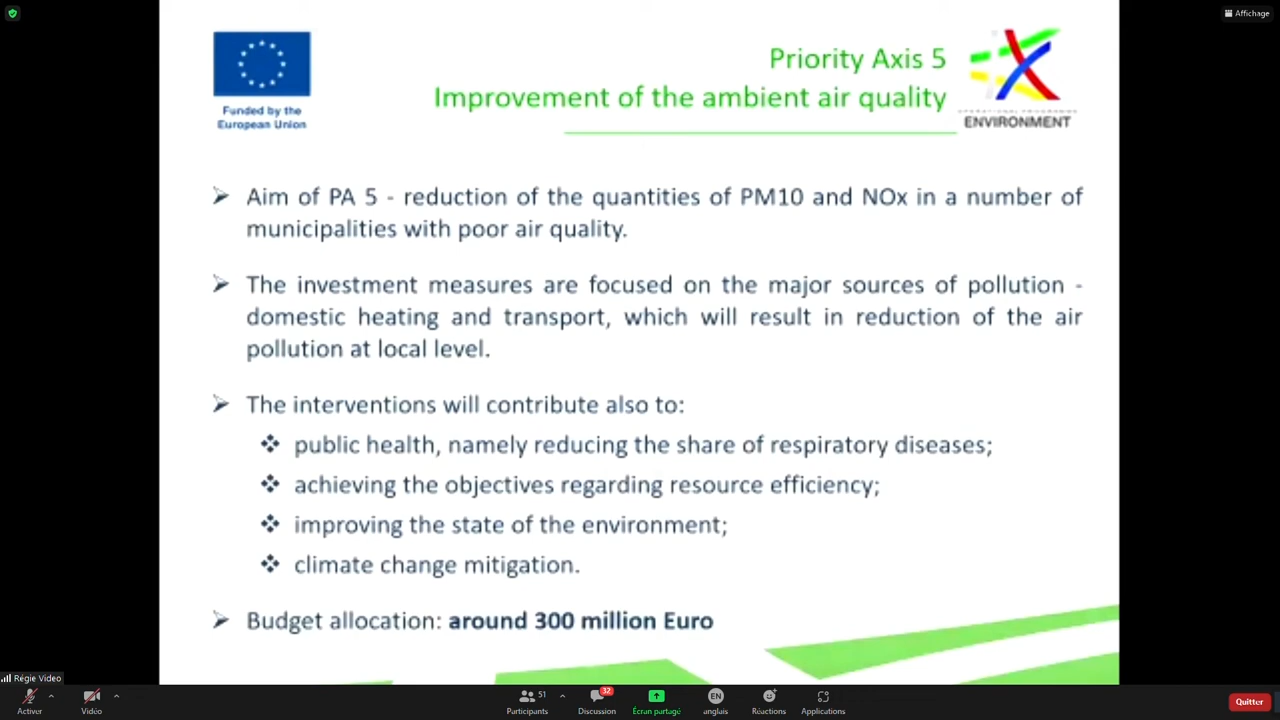 Affichage
Funded by the
European Union
Priority Axis 5
Improvement of the ambient air quality
ENVIRONMENT
Aim of PA 5 - reduction of the quantities of PM10 and NOx in a number of
municipalities with poor air quality.
The investment measures are focused on the major sources of pollution -
domestic heating and transport, which will result in reduction of the air
pollution at local level.
The interventions will contribute also to:
public health, namely reducing the share of respiratory diseases;
achieving the objectives regarding resource efficiency;
improving the state of the environment;
climate change mitigation.
Budget allocation: around 300 million Euro
Régie Video
Activer
Vidéo
51
Participants
32
Discussion
Écran partagé
EN
anglais
Réactions
Applications
Quitter